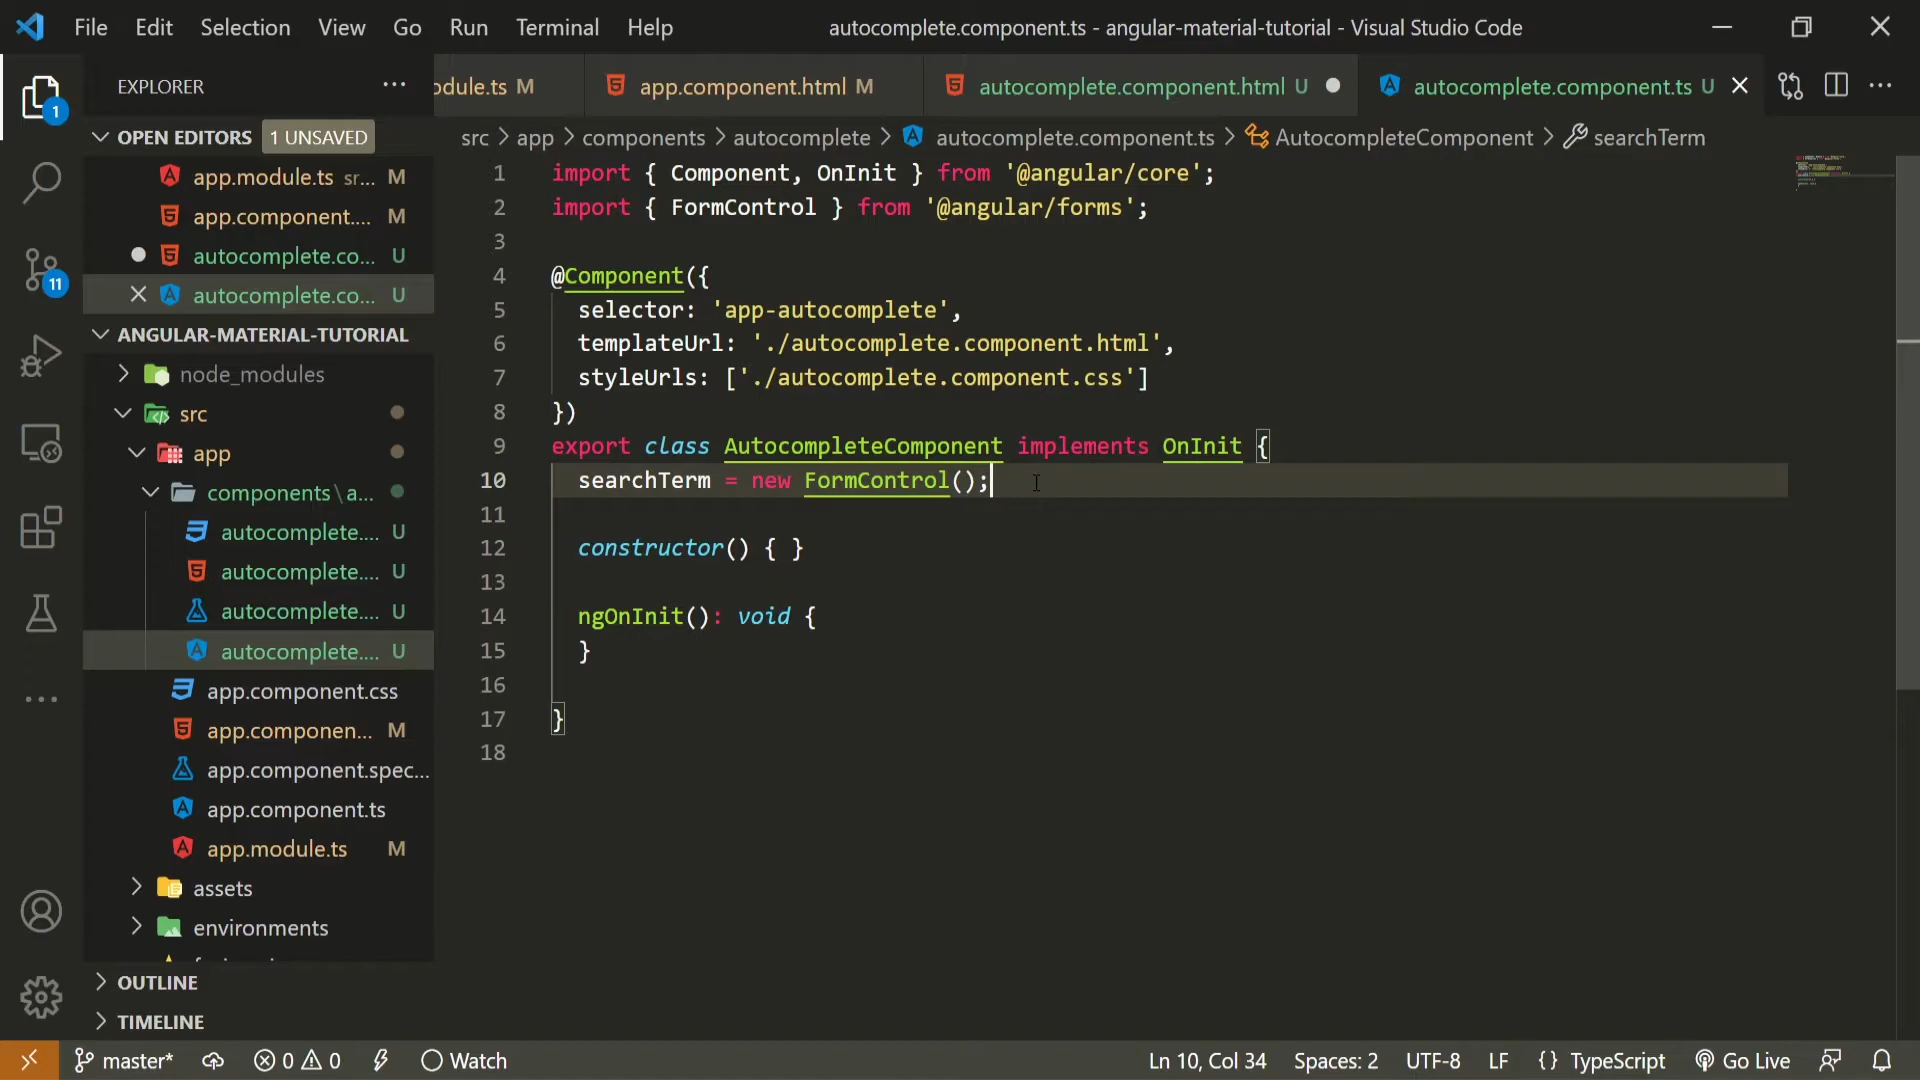 File Edit Selection View Go Run Terminal Help
autocomplete.component.ts - angular-material-tutorial - Visual Studio Code
EXPLORER
odule.ts M
app.component.html M
autocomplete.component.html U
autocomplete.component.ts U
1
OPEN EDITORS 1 UNSAVED
src > app > components > autocomplete > autocomplete.component.ts > AutocompleteComponent > searchTerm
app.module.ts sr... M
app.component.... M
autocomplete.co... U
autocomplete.co... U
11
ANGULAR-MATERIAL-TUTORIAL
node_modules
src
app
components\a...
autocomplete.... U
autocomplete.... U
autocomplete.... U
autocomplete.... U
app.component.css
app.componen... M
app.component.spec...
app.component.ts
app.module.ts M
assets
environments
OUTLINE
TIMELINE
1 import { Component, OnInit } from '@angular/core';
2 import { FormControl } from '@angular/forms';
3
4 @Component({
5 selector: 'app-autocomplete',
6 templateUrl: './autocomplete.component.html',
7 styleUrls: ['./autocomplete.component.css']
8 })
9 export class AutocompleteComponent implements OnInit {
10 searchTerm = new FormControl();
11
12 constructor() { }
13
14 ngOnInit(): void {
15 }
16
17 }
18
master* 0 0 Watch
Ln 10, Col 34 Spaces: 2 UTF-8 LF {} TypeScript Go Live